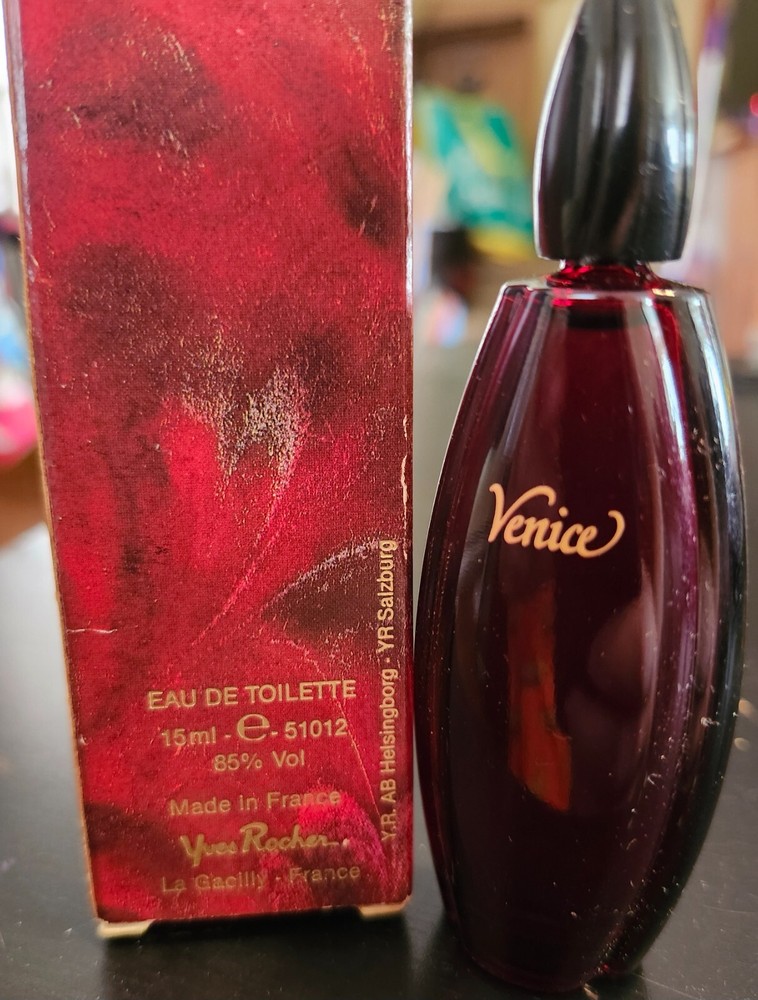 EAU DE TOILETTE
15ml - e - 51012
85% Vol
Made in France
Yves Rocher
La Gacilly - France
Y.R. AB Helsingborg - YR Salzburg
Venice